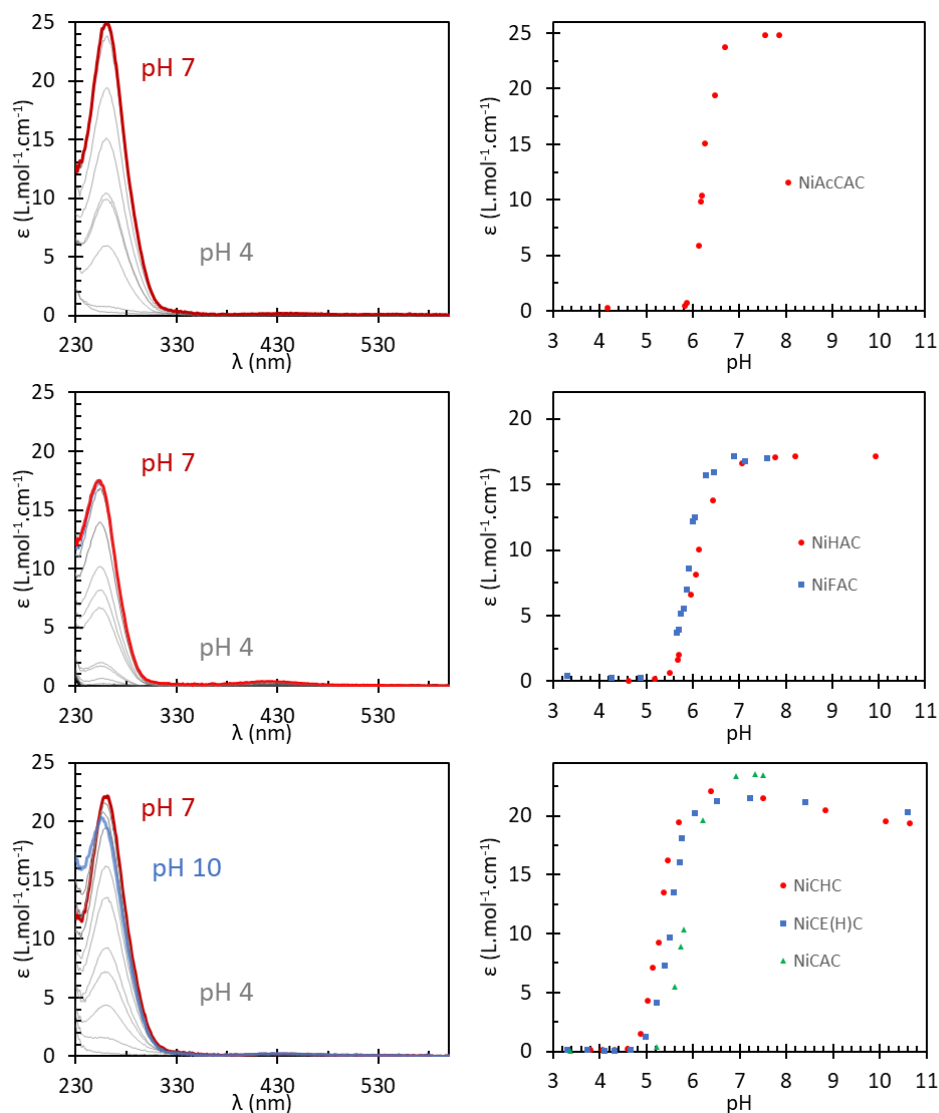 25
20
15
10
5
0
ε (L.mol⁻¹.cm⁻¹)
pH 7
pH 4
230 330 430 530
λ (nm)
25
20
15
10
5
0
ε (L.mol⁻¹.cm⁻¹)
NiAcCAC
3 4 5 6 7 8 9 10 11
pH
25
20
15
10
5
0
ε (L.mol⁻¹.cm⁻¹)
pH 7
pH 4
230 330 430 530
λ (nm)
20
15
10
5
0
ε (L.mol⁻¹.cm⁻¹)
NiHAC
NiFAC
3 4 5 6 7 8 9 10 11
pH
25
20
15
10
5
0
ε (L.mol⁻¹.cm⁻¹)
pH 7
pH 10
pH 4
230 330 430 530
λ (nm)
20
15
10
5
0
ε (L.mol⁻¹.cm⁻¹)
NiCHC
NiCE(H)C
NiCAC
3 4 5 6 7 8 9 10 11
pH